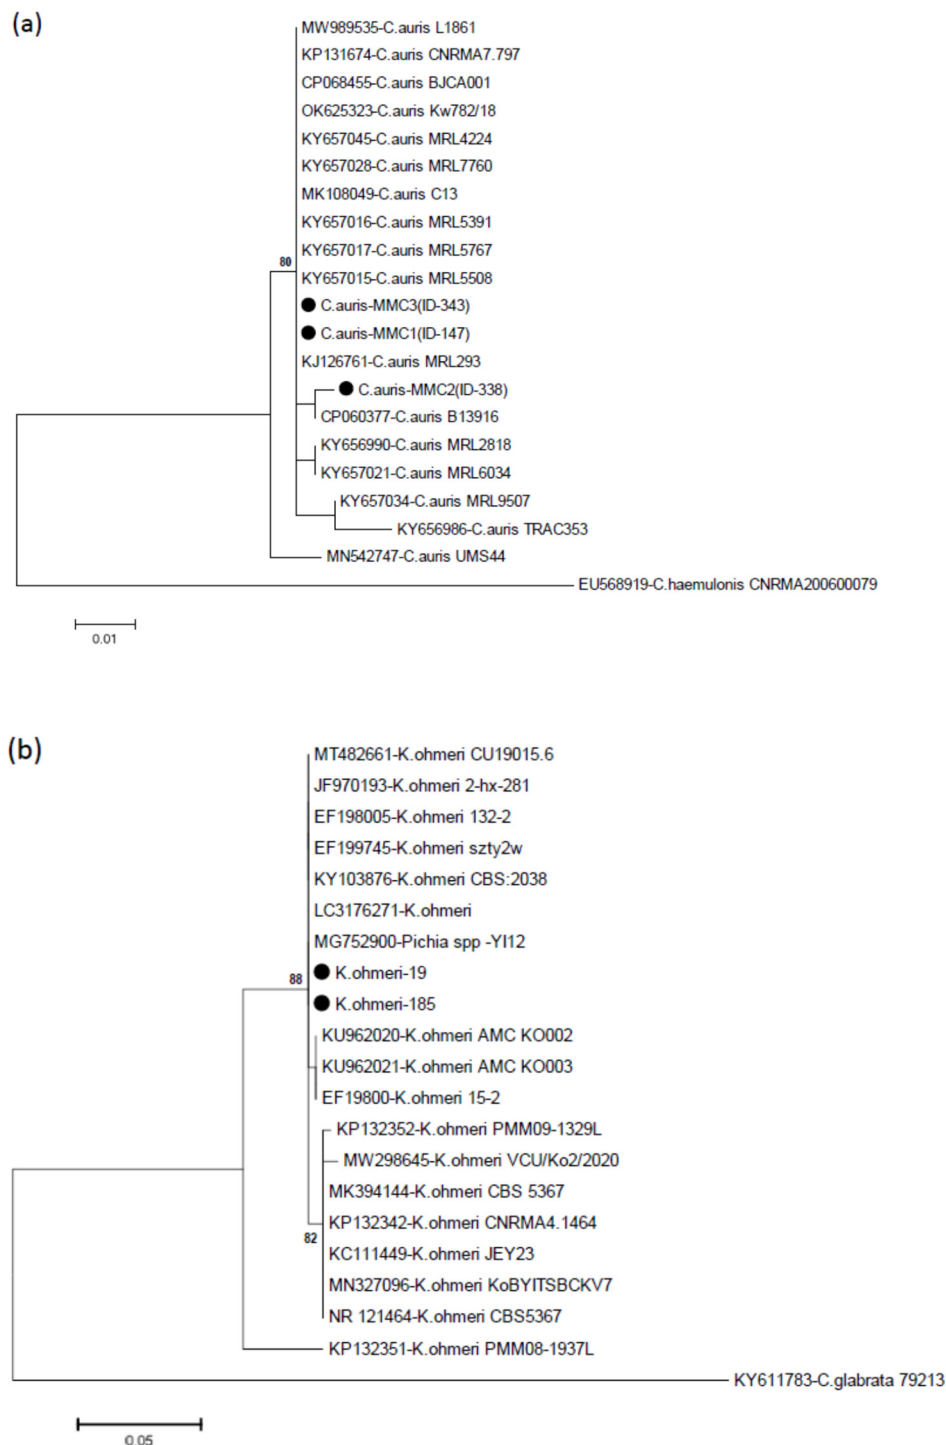 (a)
MW989535-C.auris L1861
KP131674-C.auris CNRMA7.797
CP068455-C.auris BJCA001
OK625323-C.auris Kw782/18
KY657045-C.auris MRL4224
KY657028-C.auris MRL7760
MK108049-C.auris C13
KY657016-C.auris MRL5391
KY657017-C.auris MRL5767
80
KY657015-C.auris MRL5508
C.auris-MMC3(ID-343)
C.auris-MMC1(ID-147)
KJ126761-C.auris MRL293
C.auris-MMC2(ID-338)
CP060377-C.auris B13916
KY656990-C.auris MRL2818
KY657021-C.auris MRL6034
KY657034-C.auris MRL9507
KY656986-C.auris TRAC353
MN542747-C.auris UMS44
EU568919-C.haemulonis CNRMA200600079
0.01
(b)
MT482661-K.ohmeri CU19015.6
JF970193-K.ohmeri 2-hx-281
EF198005-K.ohmeri 132-2
EF199745-K.ohmeri szty2w
KY103876-K.ohmeri CBS:2038
LC3176271-K.ohmeri
MG752900-Pichia spp -YI12
88
K.ohmeri-19
K.ohmeri-185
KU962020-K.ohmeri AMC KO002
KU962021-K.ohmeri AMC KO003
EF19800-K.ohmeri 15-2
KP132352-K.ohmeri PMM09-1329L
MW298645-K.ohmeri VCU/Ko2/2020
MK394144-K.ohmeri CBS 5367
KP132342-K.ohmeri CNRMA4.1464
82
KC111449-K.ohmeri JEY23
MN327096-K.ohmeri KoBYITSBCKV7
NR 121464-K.ohmeri CBS5367
KP132351-K.ohmeri PMM08-1937L
KY611783-C.glabrata 79213
0.05